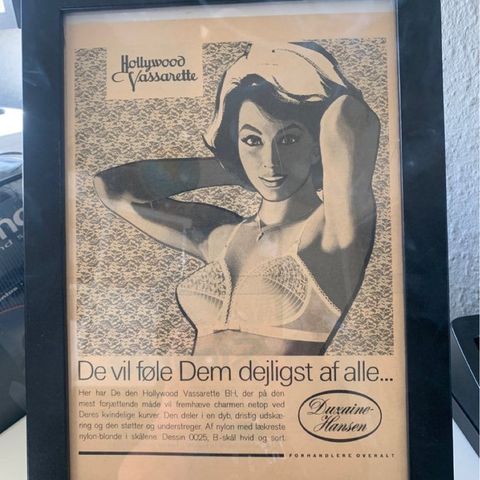 Hollywood
Vassarette
De vil føle Dem dejligst af alle...
Her har De den Hollywood Vassarette BH, der på den
mest forjættende måde vil fremhæve charmen netop ved
Deres kvindelige kurver. Den deler i en dyb, dristig udskæ-
ring og den støtter og understreger. Af nylon med lækreste
nylon-blonde i skålene. Dessin 0025, B-skål hvid og sort.
Duzaine-
Hansen
FORHANDLERE OVERALT